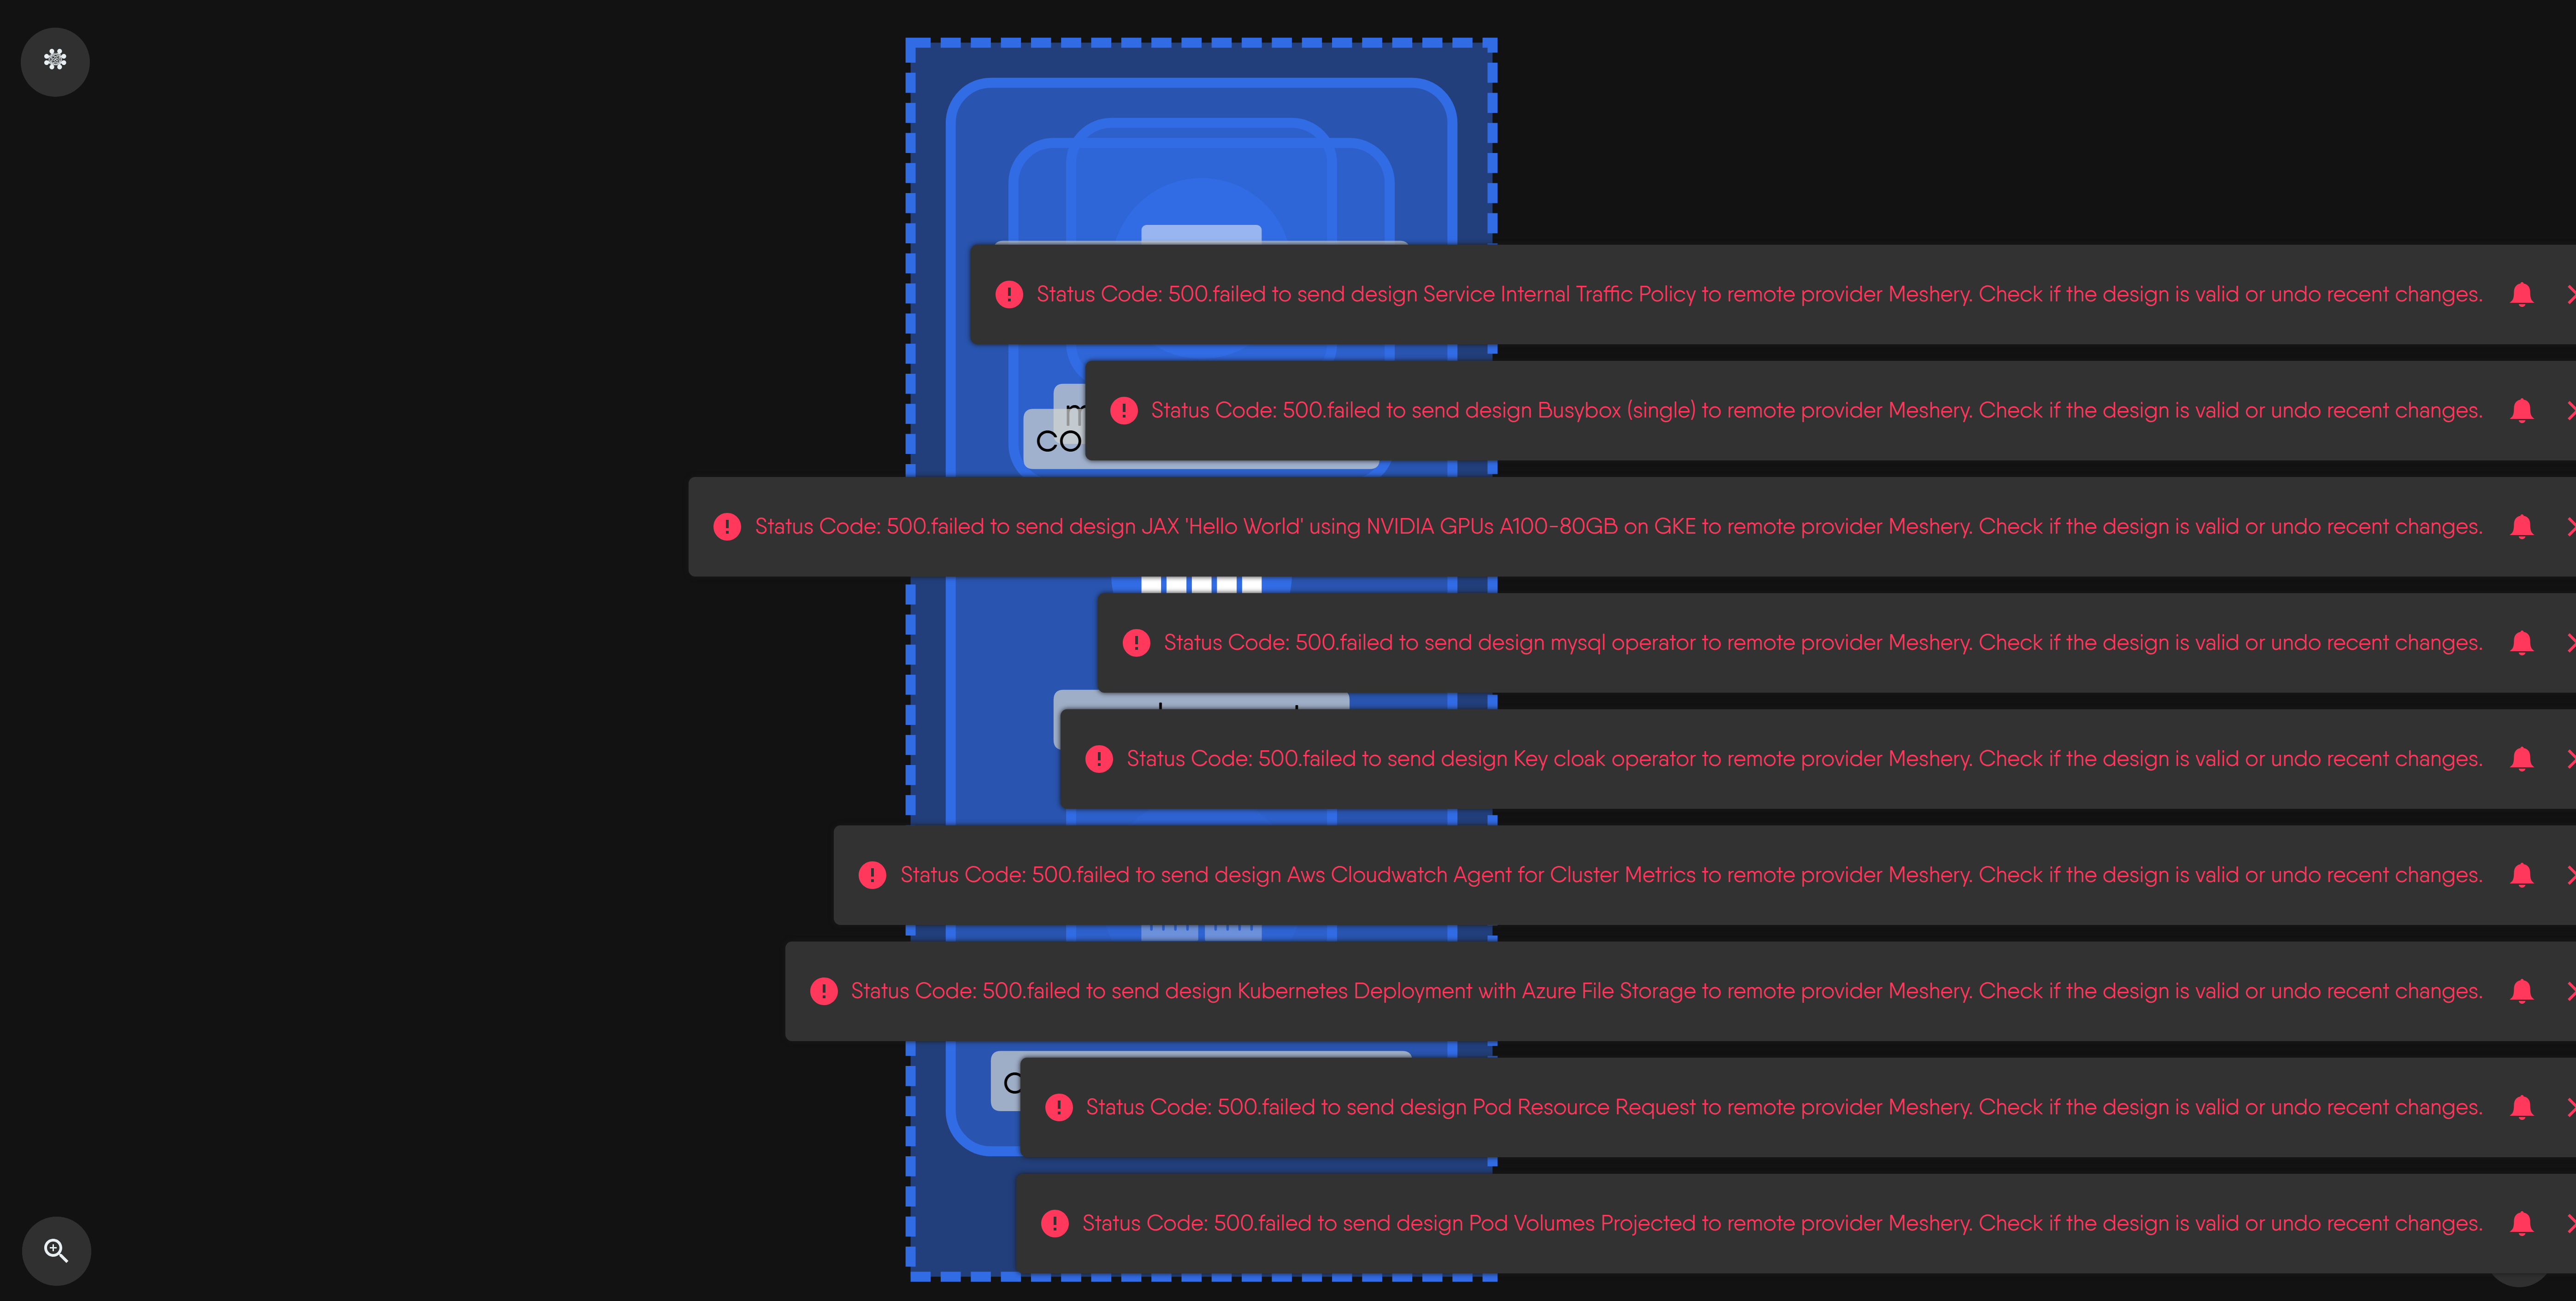 Status Code: 500.failed to send design Service Internal Traffic Policy to remote provider Meshery. Check if the design is valid or undo recent changes.
Status Code: 500.failed to send design Busybox (single) to remote provider Meshery. Check if the design is valid or undo recent changes.
Status Code: 500.failed to send design JAX 'Hello World' using NVIDIA GPUs A100-80GB on GKE to remote provider Meshery. Check if the design is valid or undo recent changes.
Status Code: 500.failed to send design mysql operator to remote provider Meshery. Check if the design is valid or undo recent changes.
Status Code: 500.failed to send design Key cloak operator to remote provider Meshery. Check if the design is valid or undo recent changes.
Status Code: 500.failed to send design Aws Cloudwatch Agent for Cluster Metrics to remote provider Meshery. Check if the design is valid or undo recent changes.
Status Code: 500.failed to send design Kubernetes Deployment with Azure File Storage to remote provider Meshery. Check if the design is valid or undo recent changes.
Status Code: 500.failed to send design Pod Resource Request to remote provider Meshery. Check if the design is valid or undo recent changes.
Status Code: 500.failed to send design Pod Volumes Projected to remote provider Meshery. Check if the design is valid or undo recent changes.